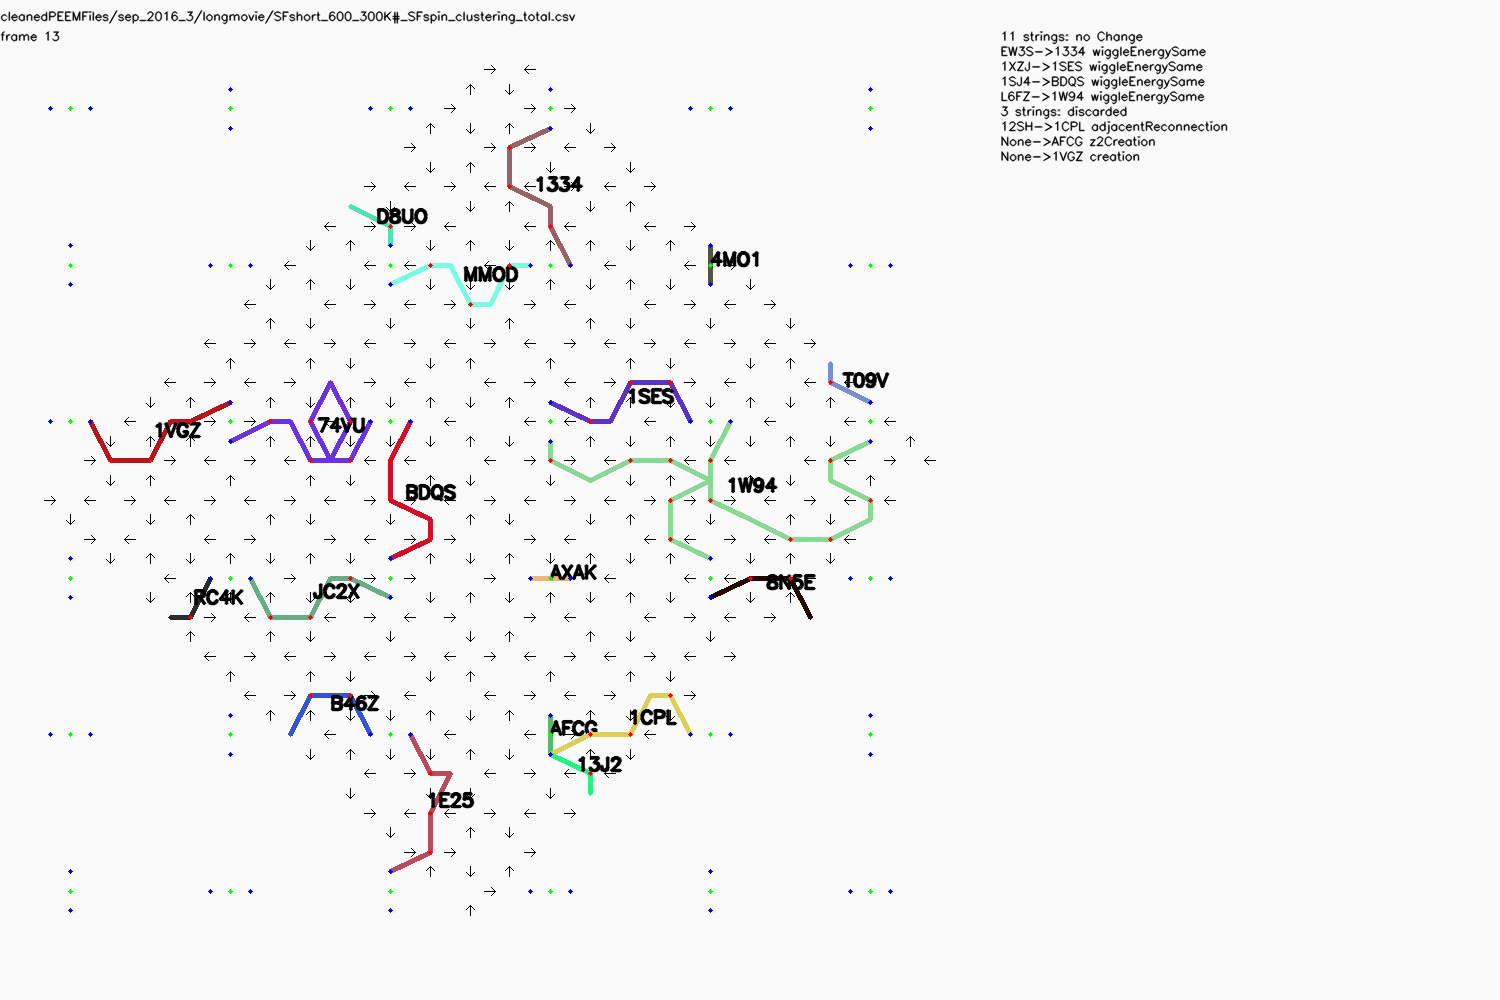 cleanedPEEMFiles/sep_2016_3/longmovie/SFshort_600_300K#_SFspin_clustering_total.csv
frame 13
11 strings: no Change
EW3S->1334 wiggleEnergySame
1XZJ->1SES wiggleEnergySame
1SJ4->BDQS wiggleEnergySame
L6FZ->1W94 wiggleEnergySame
3 strings: discarded
12SH->1CPL adjacentReconnection
None->AFCG z2Creation
None->1VGZ creation
1334
D8U0
4MO1
MMOD
T09V
1SES
74VU
1VGZ
1W94
BDQS
AXAK
8N6E
JC2X
RC4K
B46Z
1CPL
AFCG
13J2
1E25